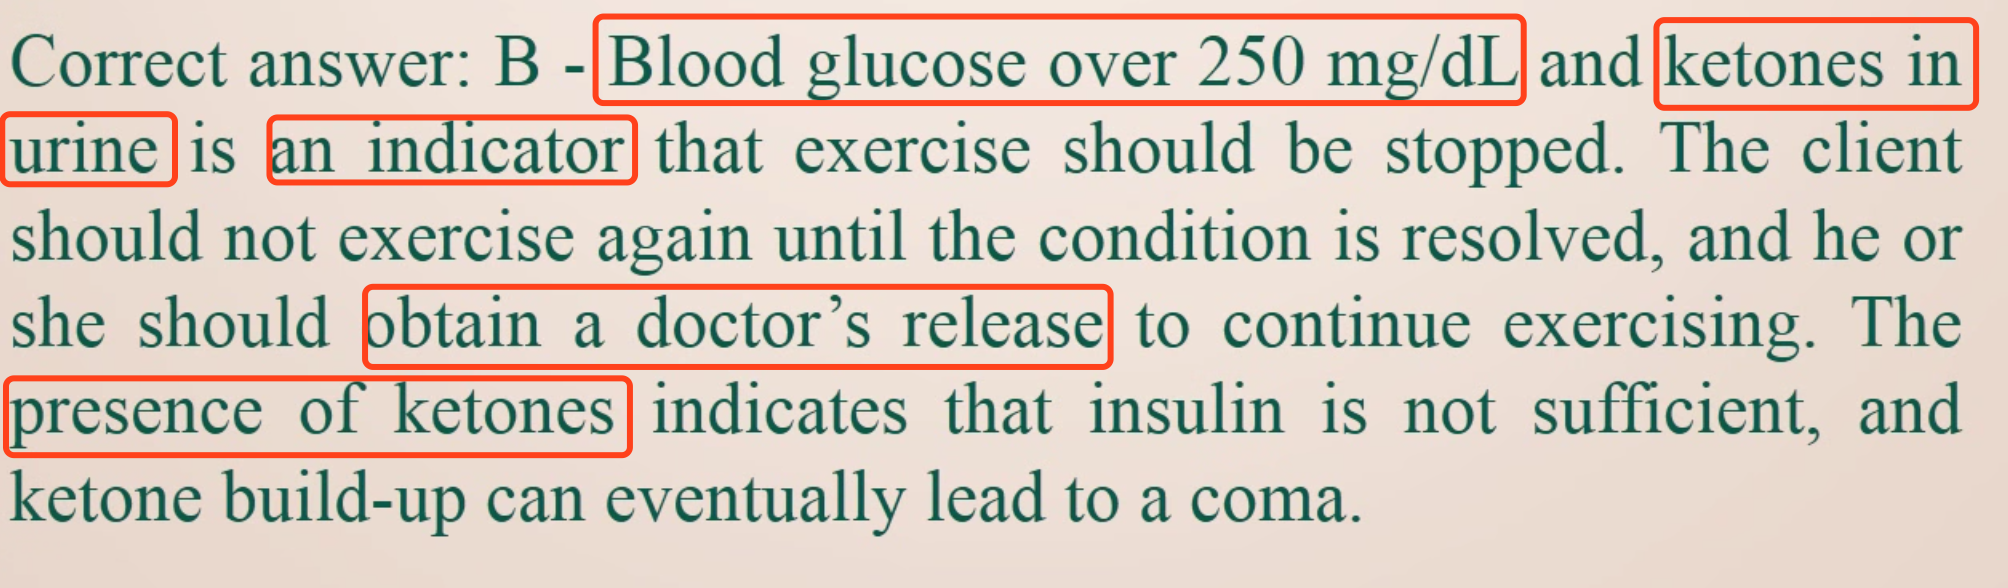 Correct answer: B - Blood glucose over 250 mg/dL and ketones in
urine is an indicator that exercise should be stopped. The client
should not exercise again until the condition is resolved, and he or
she should obtain a doctor’s release to continue exercising. The
presence of ketones indicates that insulin is not sufficient, and
ketone build-up can eventually lead to a coma.